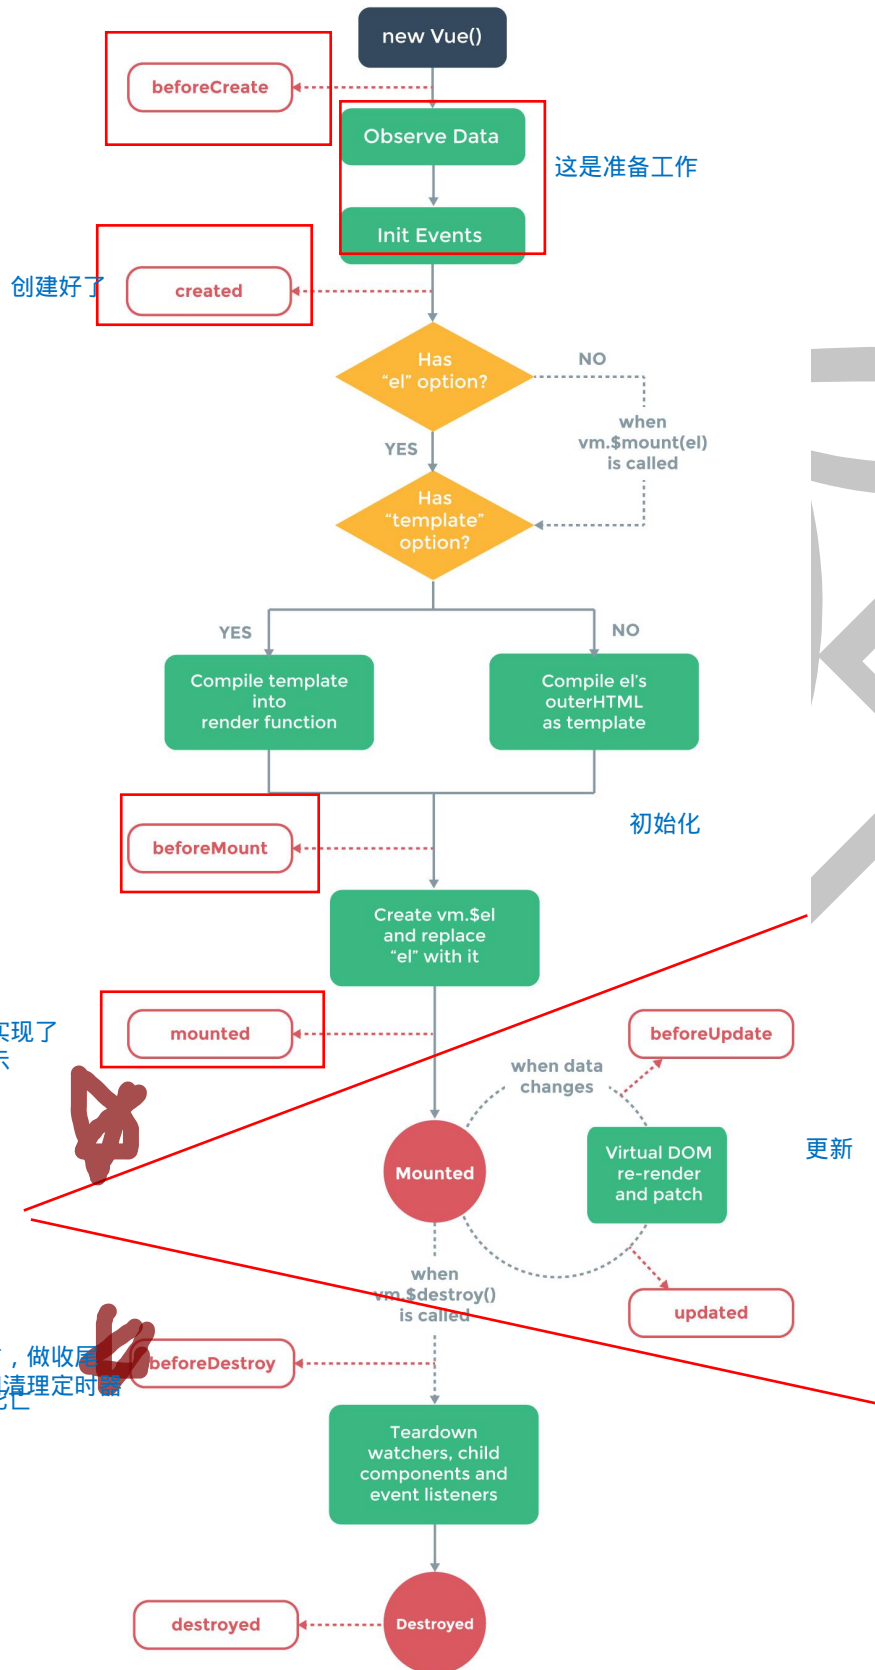 new Vue()
beforeCreate
Observe Data
这是准备工作
Init Events
创建好了
created
Has
“el” option?
NO
when
vm.$mount(el)
is called
YES
Has
“template”
option?
YES
NO
Compile template
into
render function
Compile el's
outerHTML
as template
初始化
beforeMount
Create vm.$el
and replace
“el” with it
实现了
示
mounted
beforeUpdate
when data
changes
Mounted
Virtual DOM
re-render
and patch
更新
when
vm.$destroy()
is called
updated
，做收尾
清理定时器
死亡
beforeDestroy
Teardown
watchers, child
components and
event listeners
destroyed
Destroyed